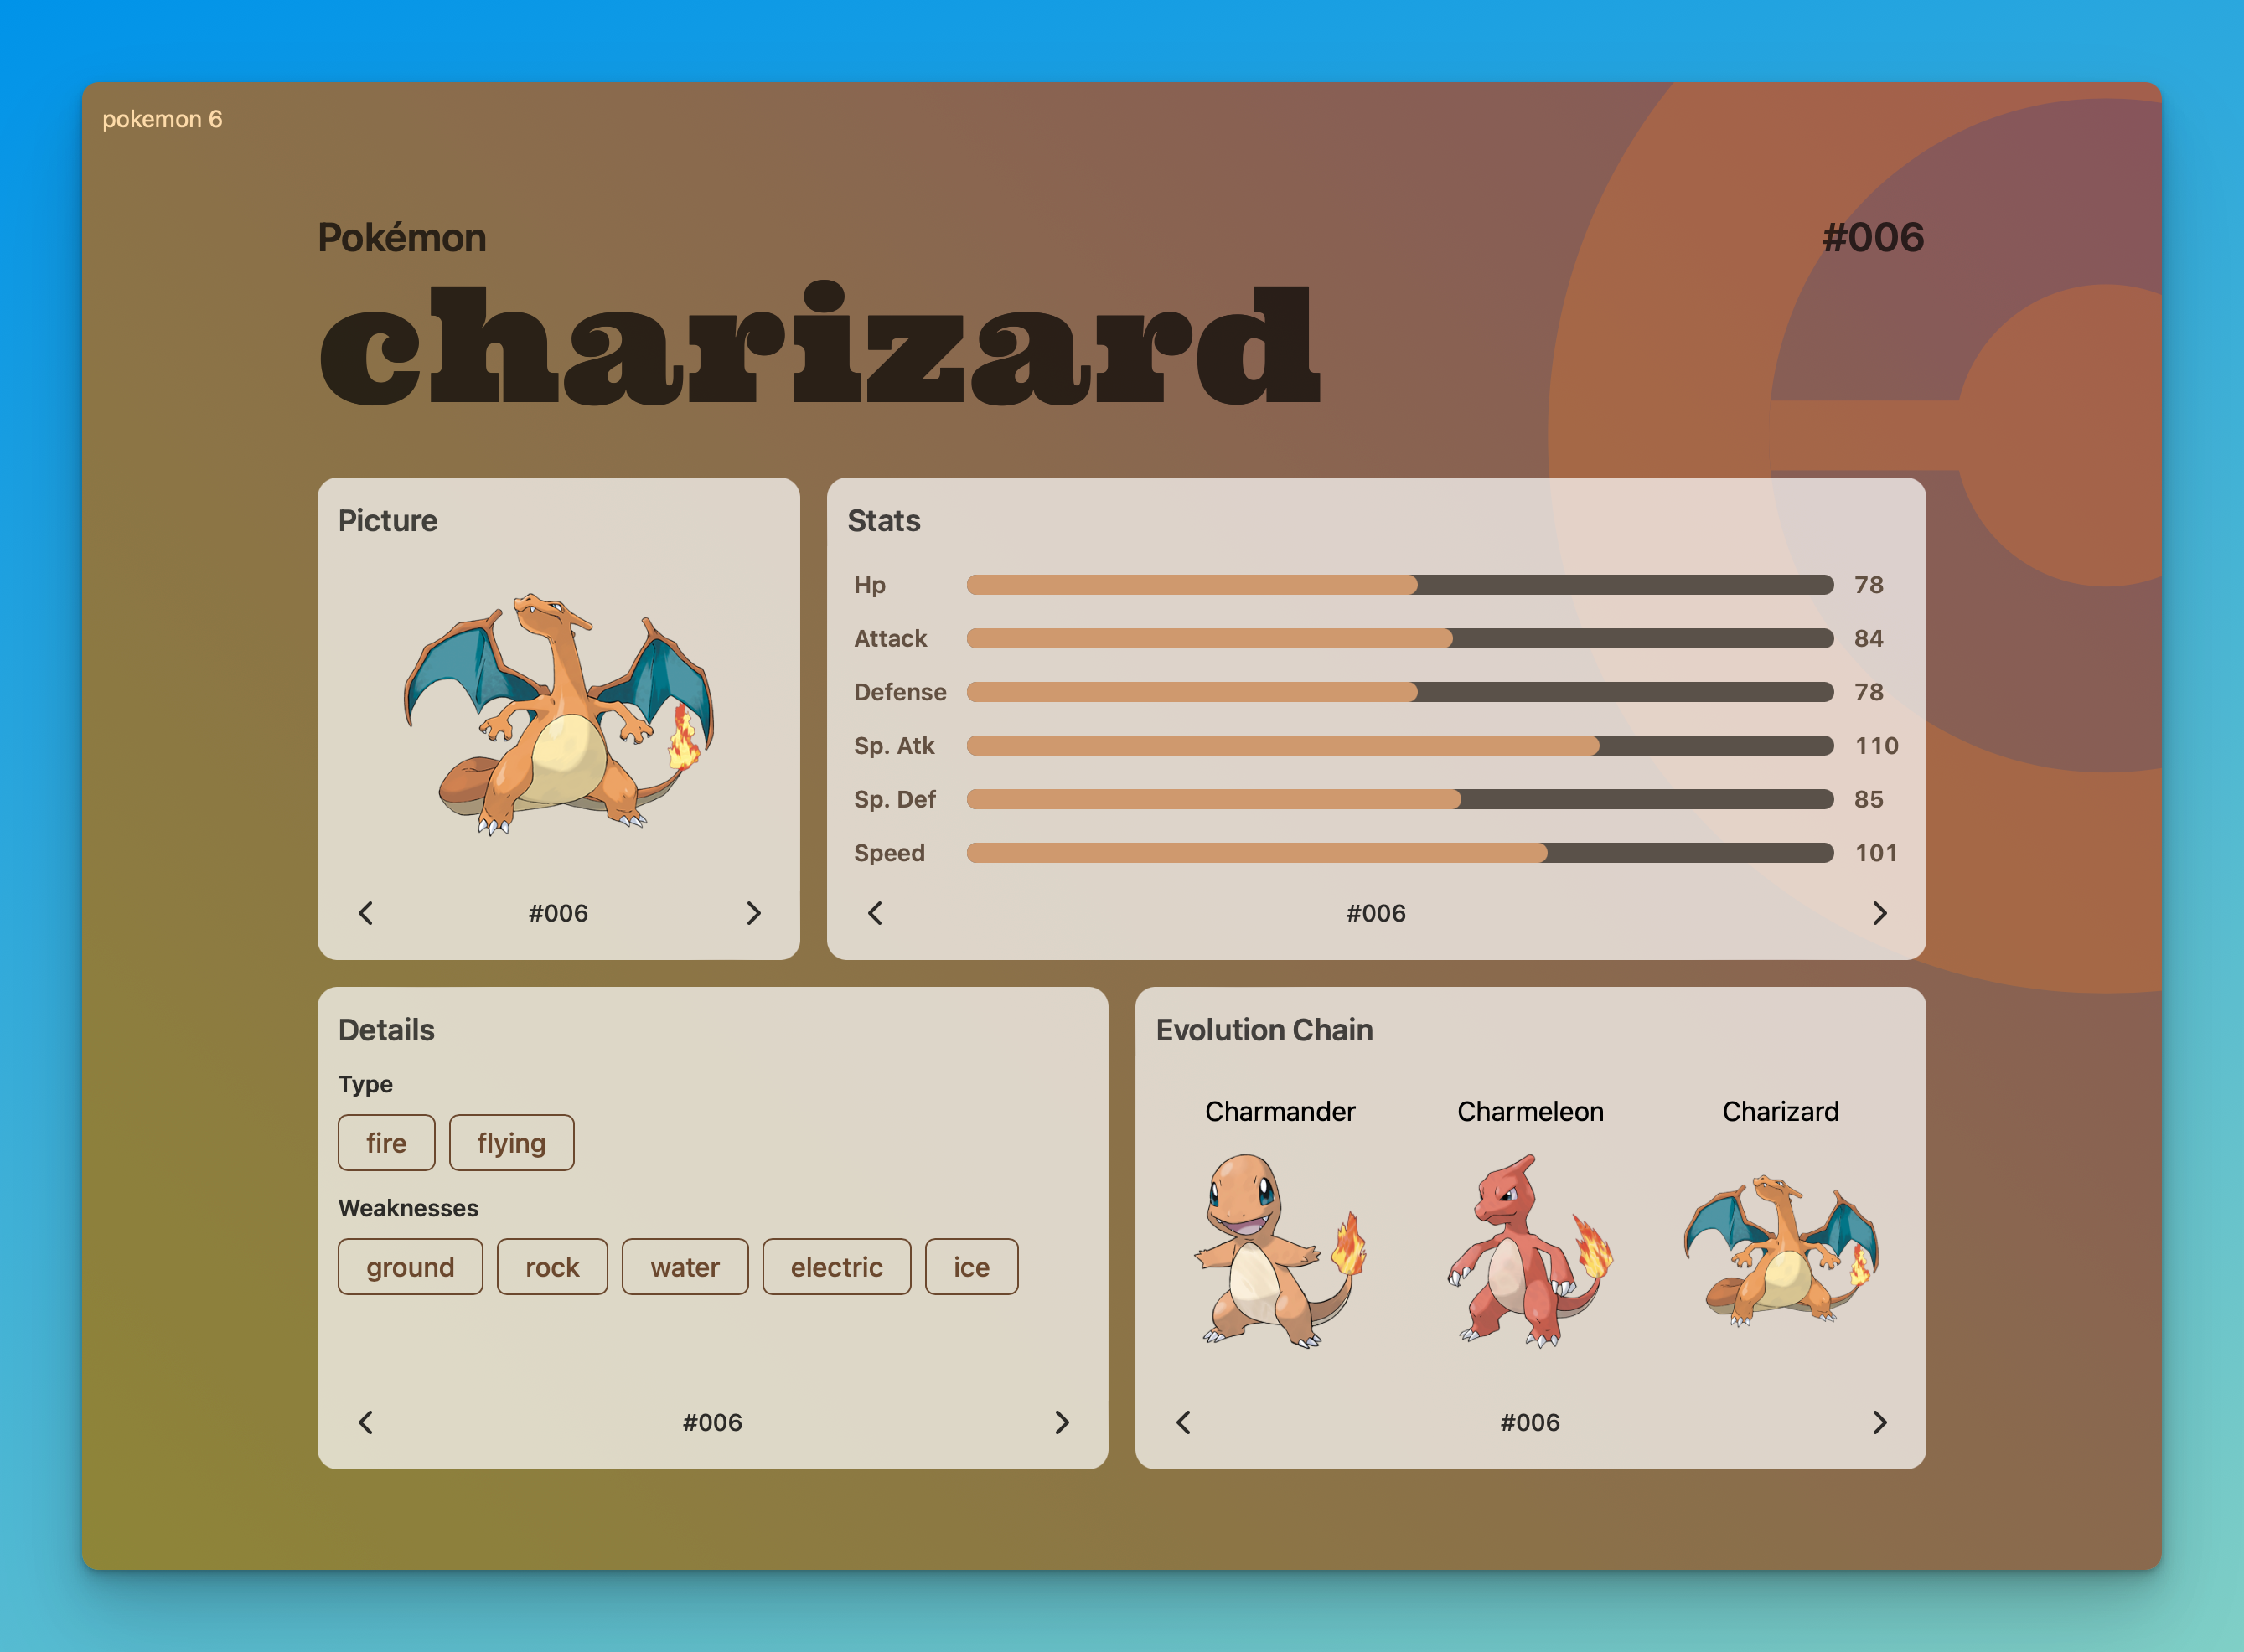 pokemon 6
Pokémon
#006
charizard
Picture
#006
Stats
Hp 78
Attack 84
Defense 78
Sp. Atk 110
Sp. Def 85
Speed 101
#006
Details
Type
fire flying
Weaknesses
ground rock water electric ice
#006
Evolution Chain
Charmander Charmeleon Charizard
#006